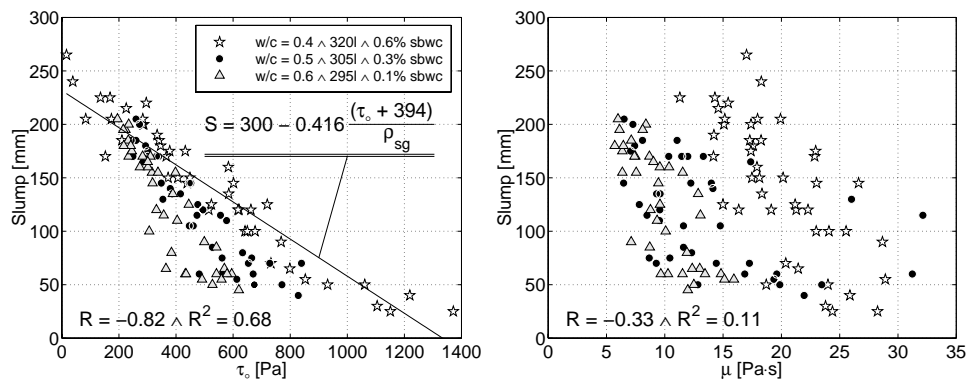 300
250
200
150
100
50
0
Slump [mm]
w/c = 0.4 ∧ 320l ∧ 0.6% sbwc
w/c = 0.5 ∧ 305l ∧ 0.3% sbwc
w/c = 0.6 ∧ 295l ∧ 0.1% sbwc
S = 300 − 0.416 (τ₀ + 394) / ρsg
R = −0.82 ∧ R² = 0.68
0 200 400 600 800 1000 1200 1400
τ₀ [Pa]
300
250
200
150
100
50
0
Slump [mm]
R = −0.33 ∧ R² = 0.11
0 5 10 15 20 25 30 35
μ [Pa·s]